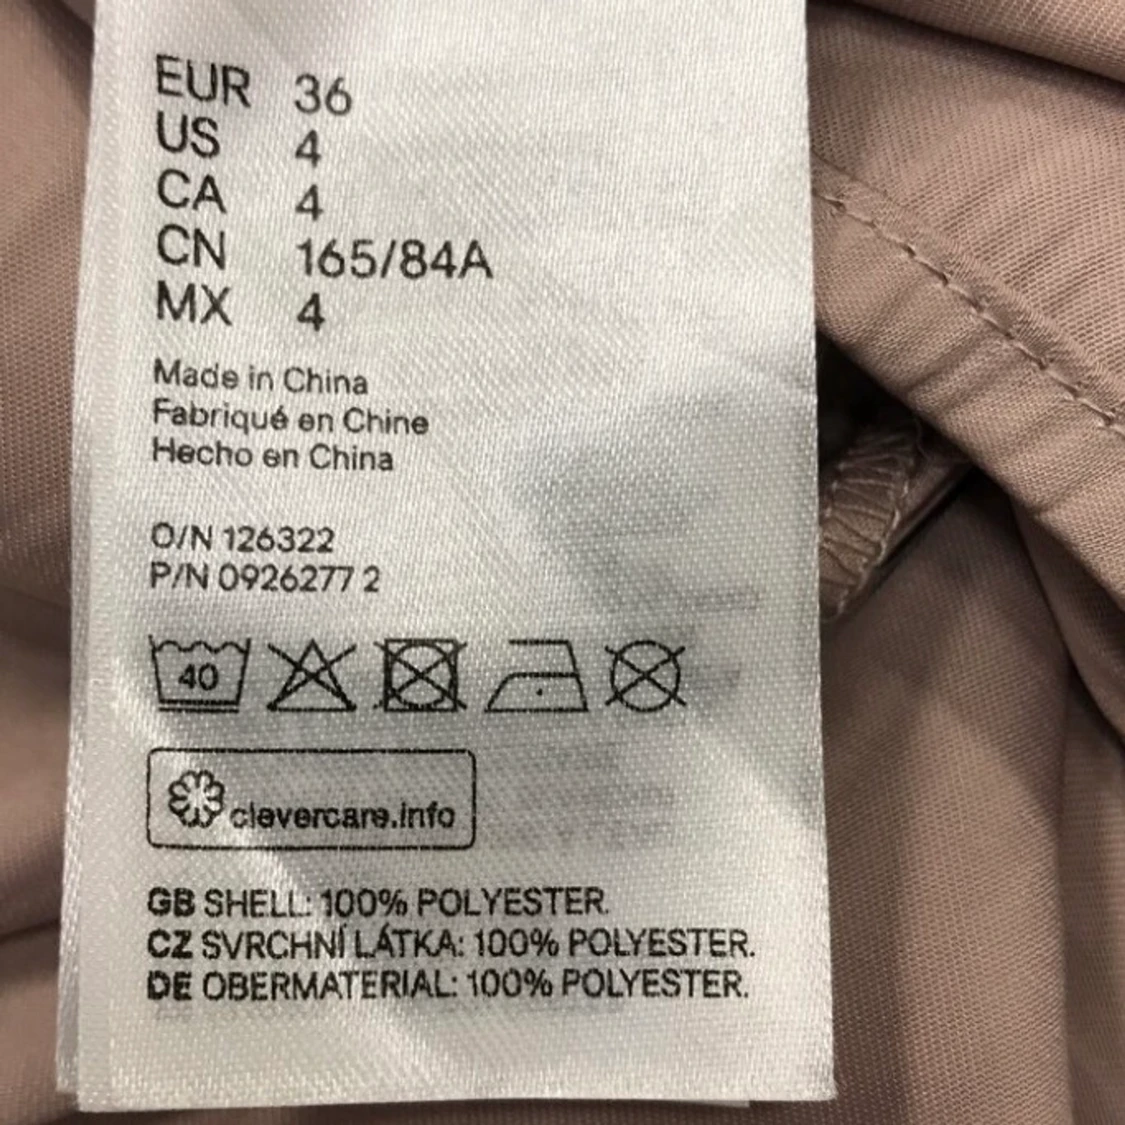 EUR 36
US 4
CA 4
CN 165/84A
MX 4
Made in China
Fabriqué en Chine
Hecho en China
O/N 126322
P/N 0926277 2
40
clevercare.info
GB SHELL: 100% POLYESTER.
CZ SVRCHNÍ LÁTKA: 100% POLYESTER.
DE OBERMATERIAL: 100% POLYESTER.